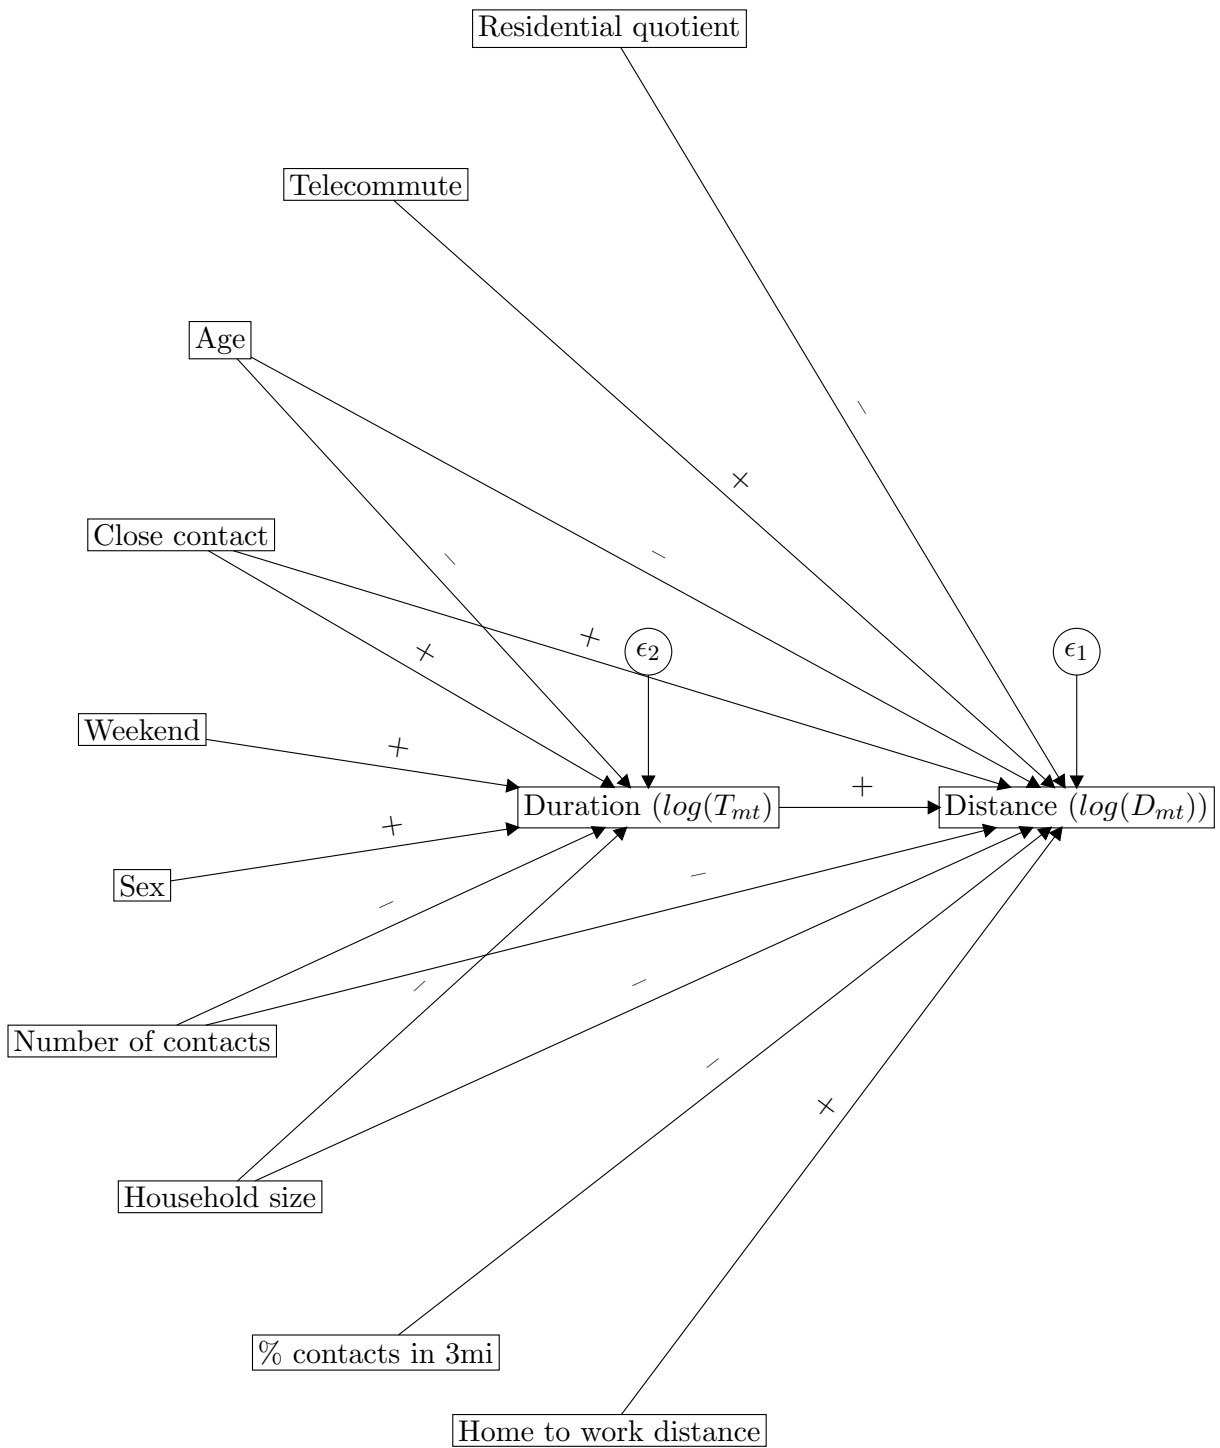 Residential quotient
Telecommute
Age
–
×
–
–
Close contact
+
+
ϵ2
ϵ1
Weekend
+
Duration (log(Tmt)
+
Distance (log(Dmt))
+
Sex
–
–
–
–
Number of contacts
–
+
Household size
% contacts in 3mi
Home to work distance